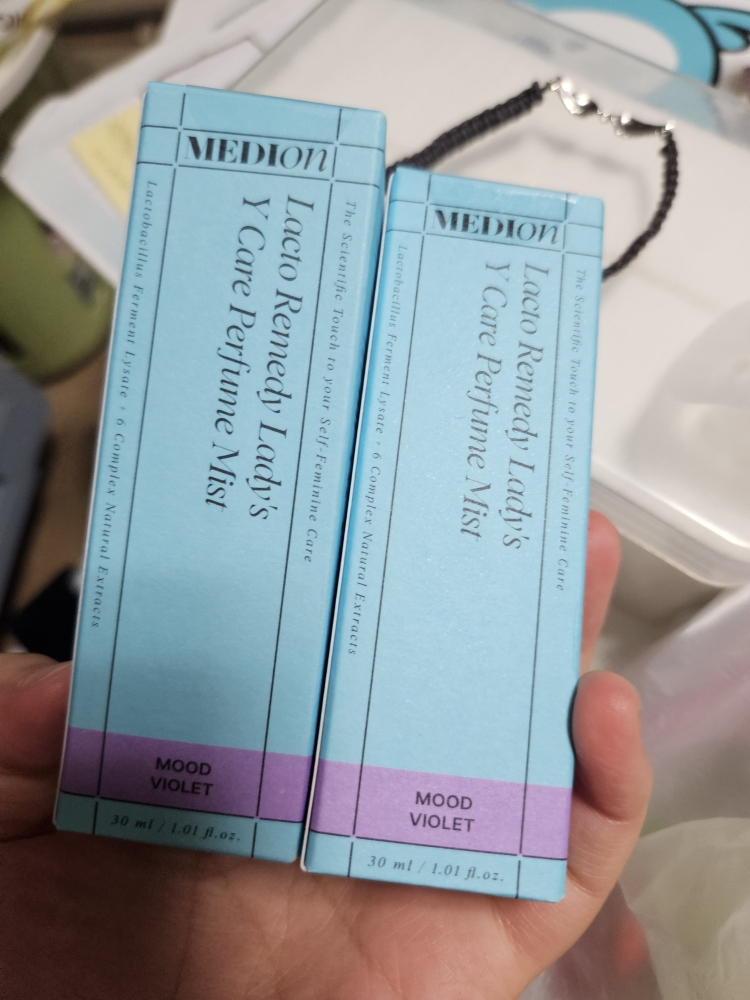 MEDION
Lacto Remedy Lady's
Y Care Perfume Mist
The Scientific Touch to your Self-Feminine Care
Lactobacillus Ferment Lysate + 6 Complex Natural Extracts
MOOD
VIOLET
30 ml / 1.01 fl.oz.
MEDION
Lacto Remedy Lady's
Y Care Perfume Mist
The Scientific Touch to your Self-Feminine Care
Lactobacillus Ferment Lysate + 6 Complex Natural Extracts
MOOD
VIOLET
30 ml / 1.01 fl.oz.